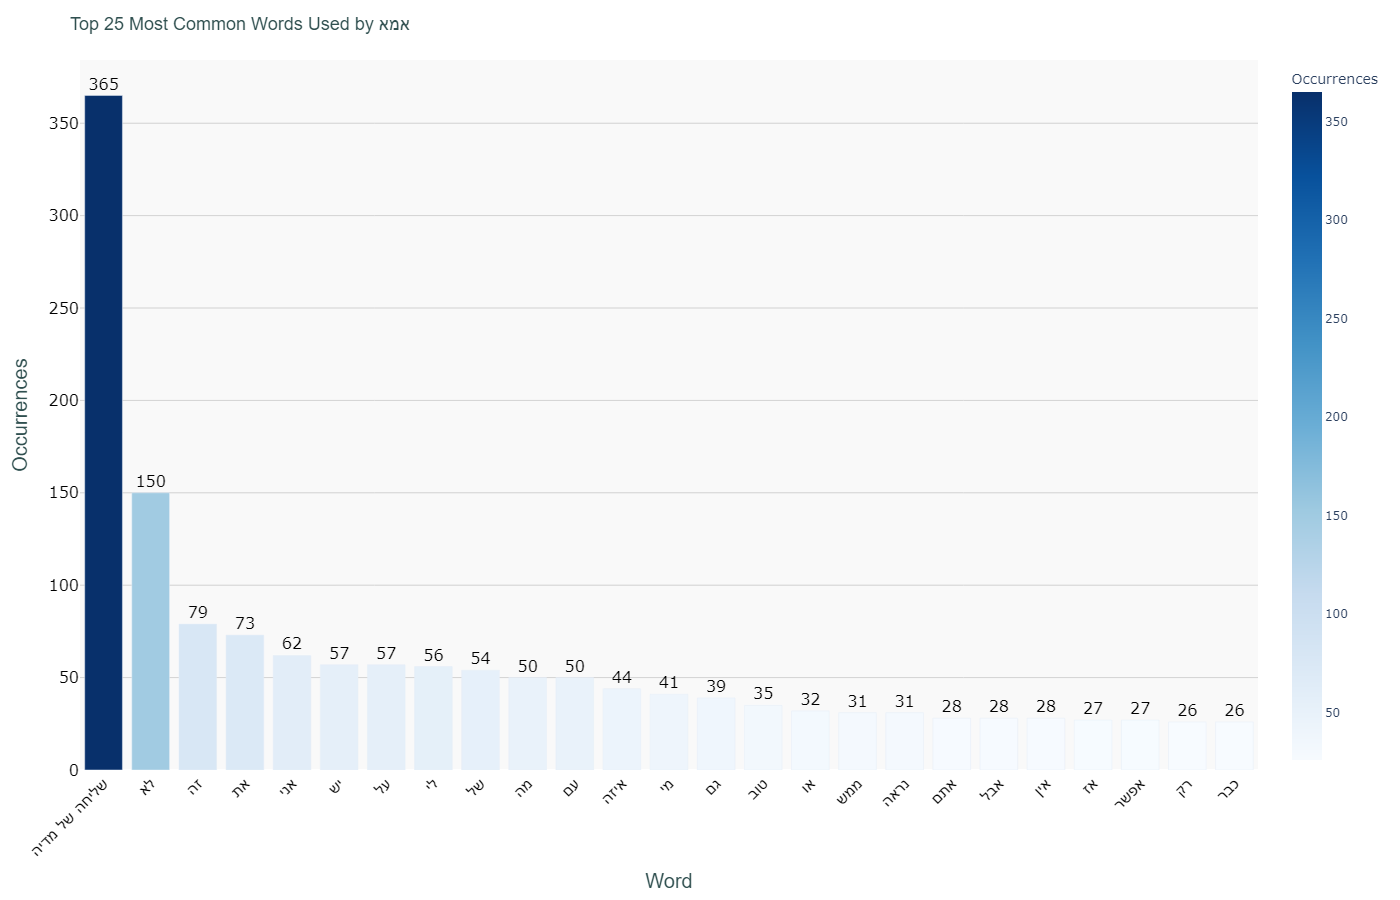 Top 25 Most Common Words Used by אמא
Occurrences
365
150
79
73
62
57
57
56
54
50
50
44
41
39
35
32
31
31
28
28
28
27
27
26
26
350
300
250
200
150
100
50
0
Occurrences
שליחה של מדיה
לא
זה
את
אני
יש
על
לי
של
מה
עם
איזה
מי
גם
טוב
או
ממש
נראה
אתם
אבל
אין
אז
אפשר
רק
כבר
Word
350
300
250
200
150
100
50